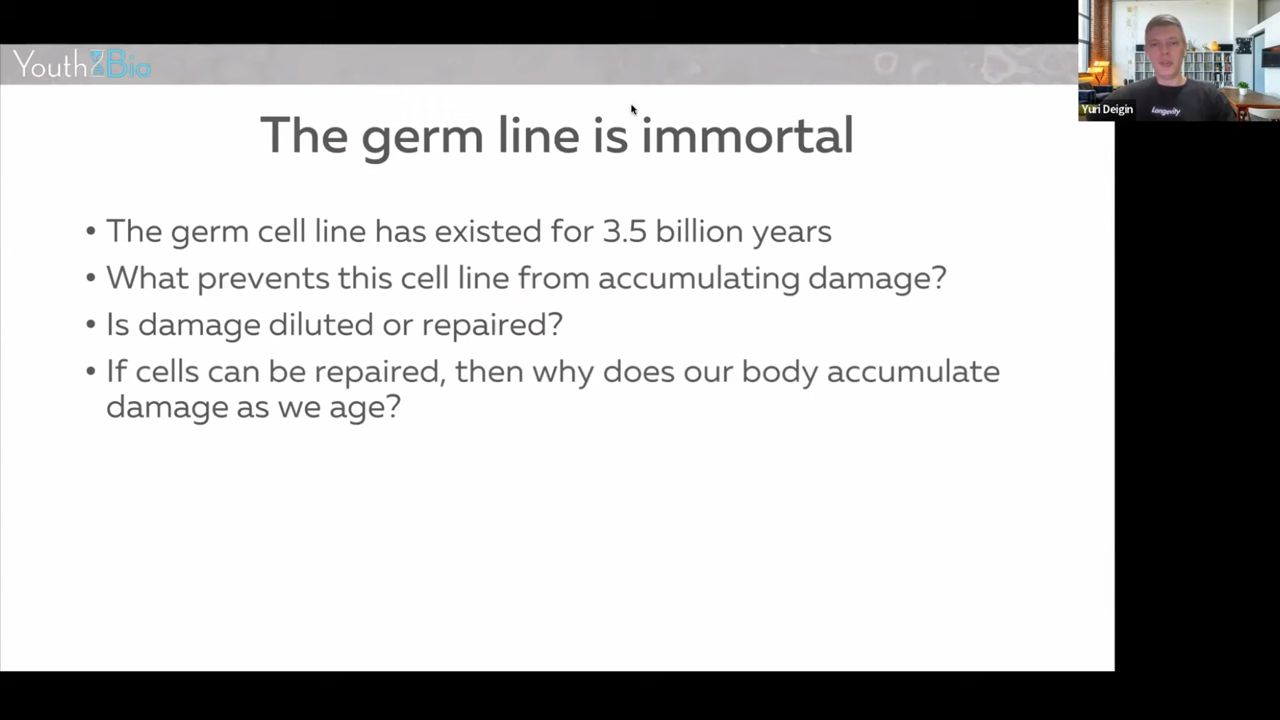 YouthBio
Yuri Deigin
Longevity
The germ line is immortal
• The germ cell line has existed for 3.5 billion years
• What prevents this cell line from accumulating damage?
• Is damage diluted or repaired?
• If cells can be repaired, then why does our body accumulate
damage as we age?